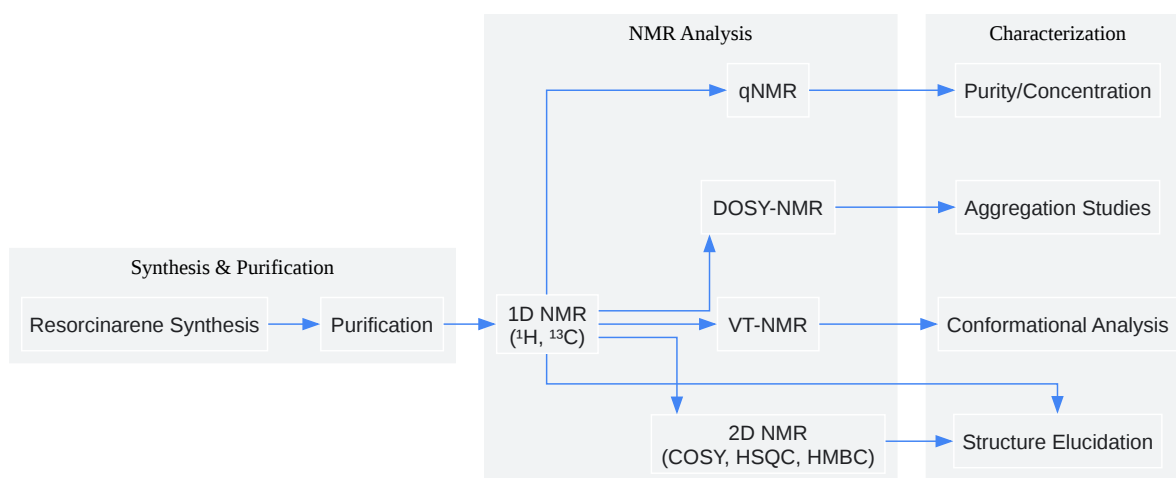 NMR Analysis
Characterization
qNMR
Purity/Concentration
DOSY-NMR
Aggregation Studies
Synthesis & Purification
Resorcinarene Synthesis
Purification
1D NMR
(¹H, ¹³C)
VT-NMR
Conformational Analysis
2D NMR
(COSY, HSQC, HMBC)
Structure Elucidation